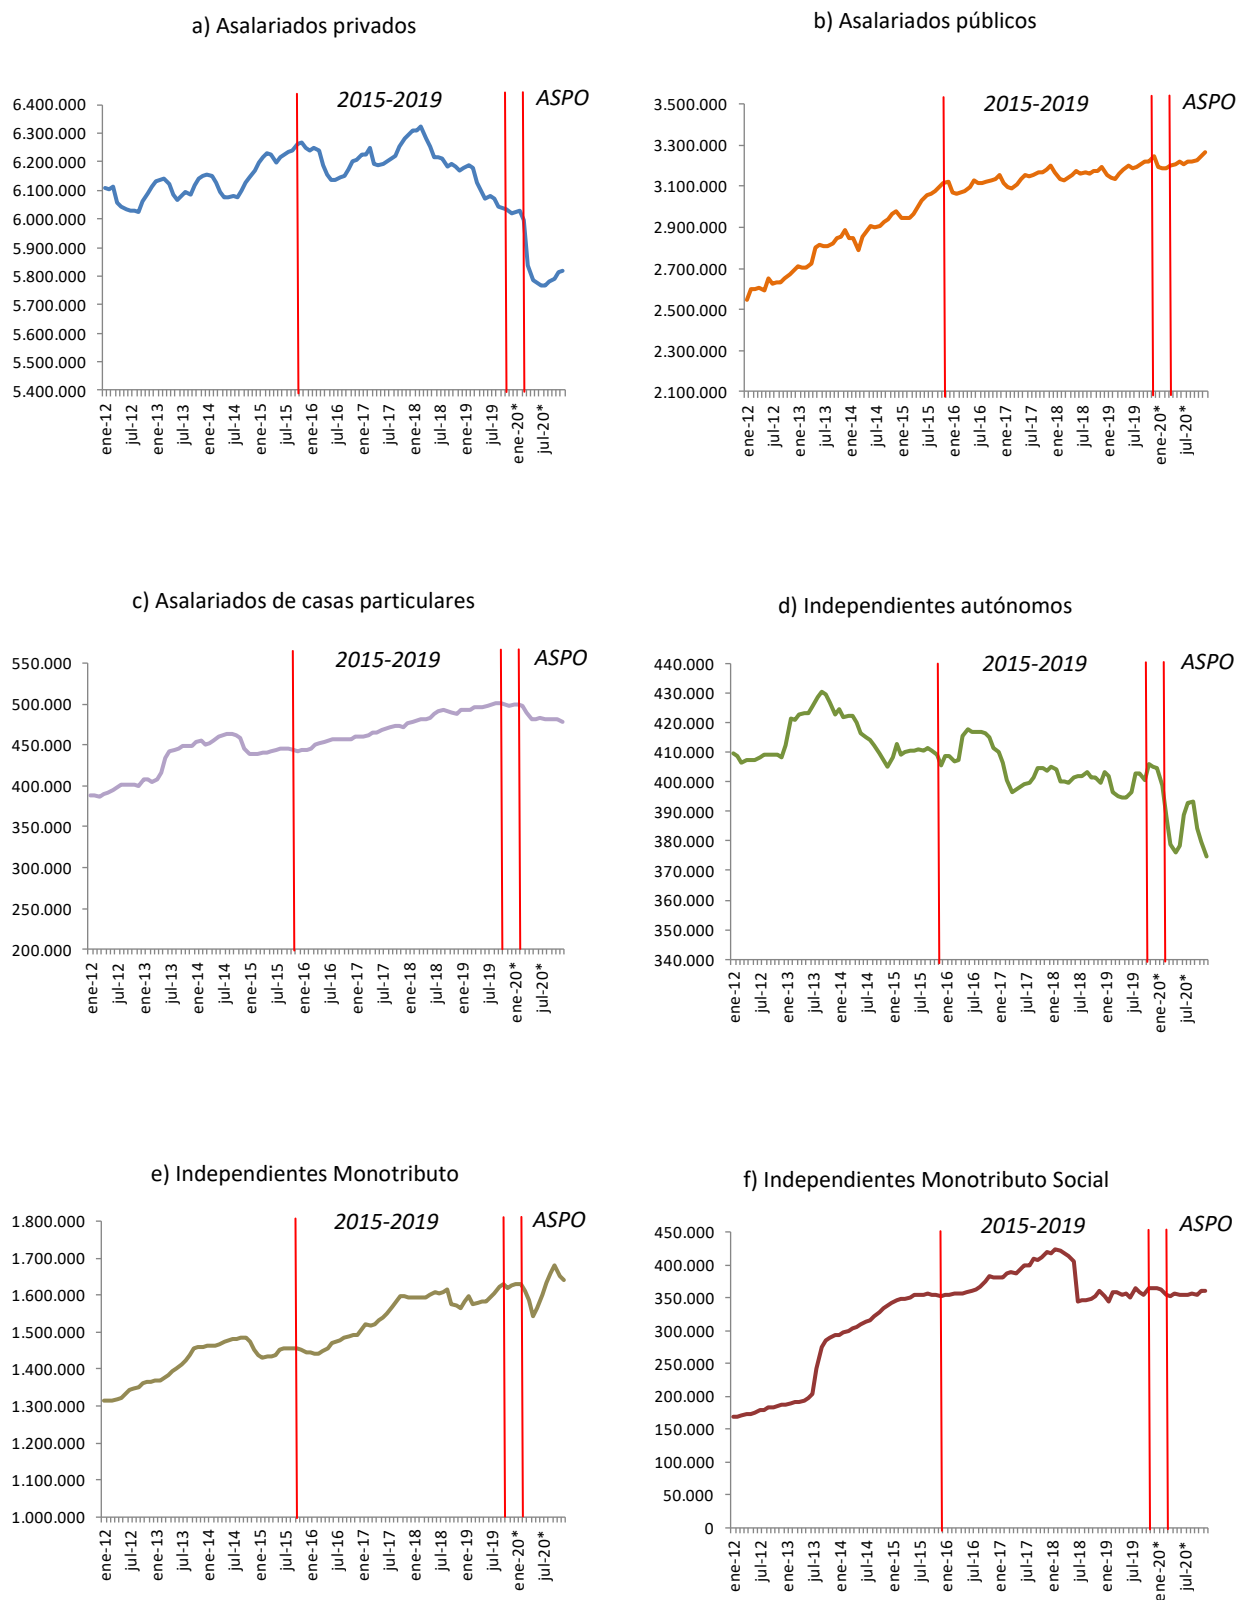 a) Asalariados privados
2015-2019
ASPO
6.400.000
6.300.000
6.200.000
6.100.000
6.000.000
5.900.000
5.800.000
5.700.000
5.600.000
5.500.000
5.400.000
ene-12
jul-12
ene-13
jul-13
ene-14
jul-14
ene-15
jul-15
ene-16
jul-16
ene-17
jul-17
ene-18
jul-18
ene-19
jul-19
ene-20*
jul-20*
b) Asalariados públicos
2015-2019
ASPO
3.500.000
3.300.000
3.100.000
2.900.000
2.700.000
2.500.000
2.300.000
2.100.000
ene-12
jul-12
ene-13
jul-13
ene-14
jul-14
ene-15
jul-15
ene-16
jul-16
ene-17
jul-17
ene-18
jul-18
ene-19
jul-19
ene-20*
jul-20*
c) Asalariados de casas particulares
2015-2019
ASPO
550.000
500.000
450.000
400.000
350.000
300.000
250.000
200.000
ene-12
jul-12
ene-13
jul-13
ene-14
jul-14
ene-15
jul-15
ene-16
jul-16
ene-17
jul-17
ene-18
jul-18
ene-19
jul-19
ene-20*
jul-20*
d) Independientes autónomos
2015-2019
ASPO
440.000
430.000
420.000
410.000
400.000
390.000
380.000
370.000
360.000
350.000
340.000
ene-12
jul-12
ene-13
jul-13
ene-14
jul-14
ene-15
jul-15
ene-16
jul-16
ene-17
jul-17
ene-18
jul-18
ene-19
jul-19
ene-20*
jul-20*
e) Independientes Monotributo
2015-2019
ASPO
1.800.000
1.700.000
1.600.000
1.500.000
1.400.000
1.300.000
1.200.000
1.100.000
1.000.000
ene-12
jul-12
ene-13
jul-13
ene-14
jul-14
ene-15
jul-15
ene-16
jul-16
ene-17
jul-17
ene-18
jul-18
ene-19
jul-19
ene-20*
jul-20*
f) Independientes Monotributo Social
2015-2019
ASPO
450.000
400.000
350.000
300.000
250.000
200.000
150.000
100.000
50.000
0
ene-12
jul-12
ene-13
jul-13
ene-14
jul-14
ene-15
jul-15
ene-16
jul-16
ene-17
jul-17
ene-18
jul-18
ene-19
jul-19
ene-20*
jul-20*